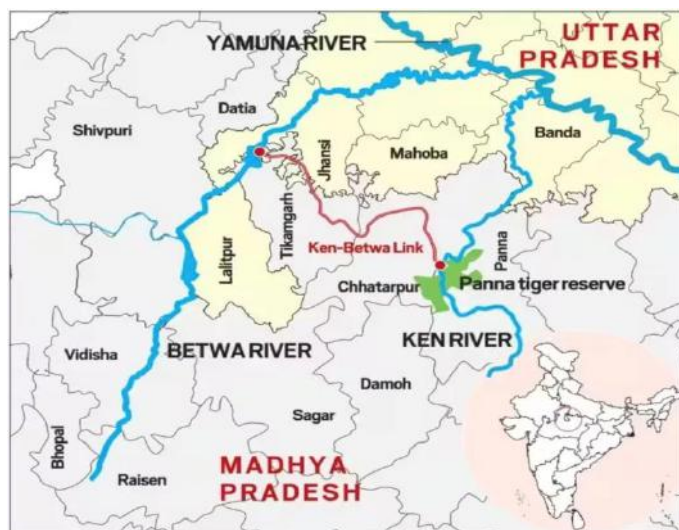 UTTAR
PRADESH
YAMUNA RIVER
Datia
Shivpuri
Banda
Mahoba
Jhansi
Tikamgarh
Ken-Betwa Link
Lalitpur
Panna
Panna tiger reserve
Chhatarpur
KEN RIVER
BETWA RIVER
Vidisha
Damoh
Sagar
Bhopal
Raisen
MADHYA
PRADESH